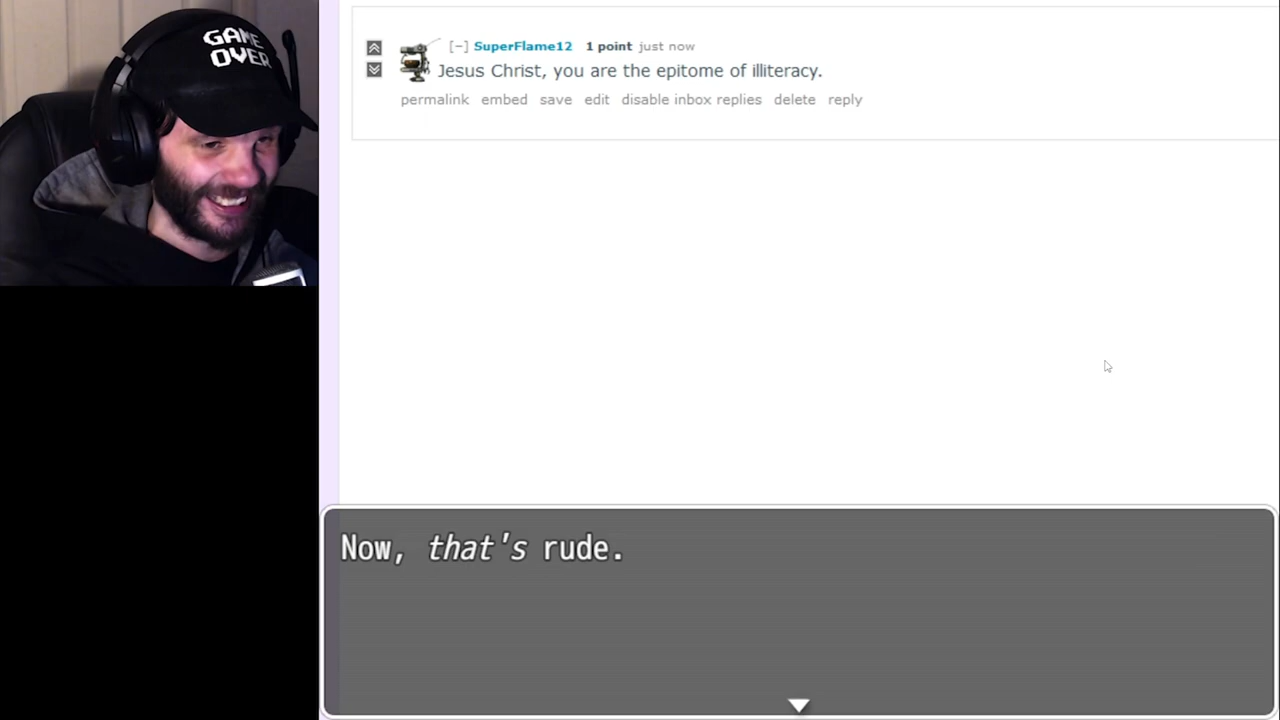 GAME
OVER
[-] SuperFlame12 1 point just now
Jesus Christ, you are the epitome of illiteracy.
permalink embed save edit disable inbox replies delete reply
Now, that's rude.